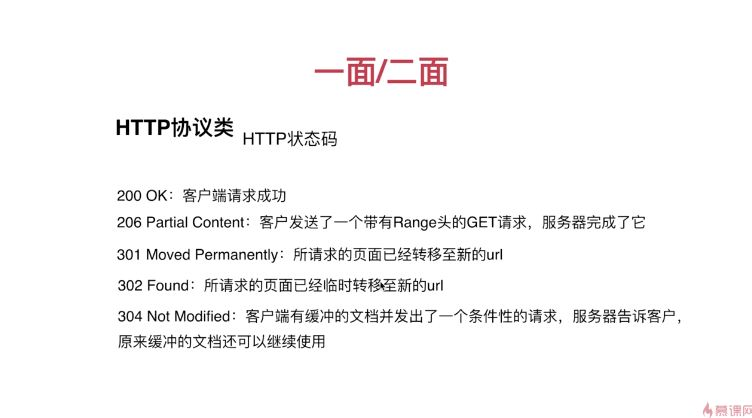 一面/二面
HTTP协议类
HTTP状态码
200 OK：客户端请求成功
206 Partial Content：客户发送了一个带有Range头的GET请求，服务器完成了它
301 Moved Permanently：所请求的页面已经转移至新的url
302 Found：所请求的页面已经临时转移至新的url
304 Not Modified：客户端有缓冲的文档并发出了一个条件性的请求，服务器告诉客户，
原来缓冲的文档还可以继续使用
慕课网